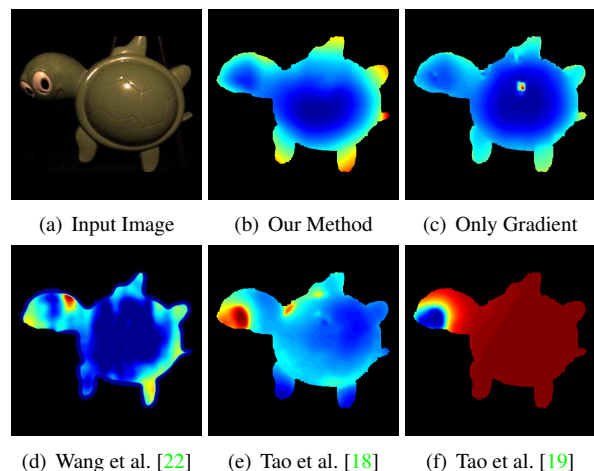 (a) Input Image
(b) Our Method
(c) Only Gradient
(d) Wang et al. [22]
(e) Tao et al. [18]
(f) Tao et al. [19]